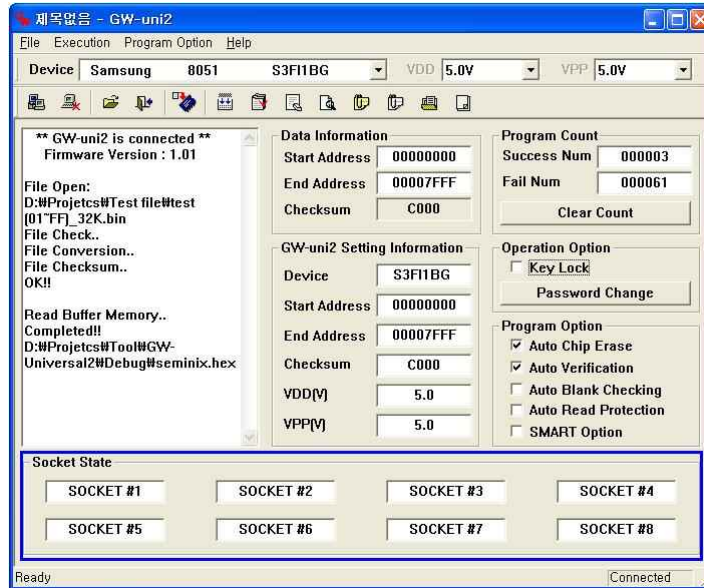 제목없음 - GW-uni2
File Execution Program Option Help
Device Samsung 8051 S3FI1BG VDD 5.0V VPP 5.0V
** GW-uni2 is connected **
Firmware Version : 1.01
File Open:
D:₩Projetcs₩Test file₩test
(01~FF)_32K.bin
File Check..
File Conversion..
File Checksum..
OK!!
Read Buffer Memory..
Completed!!
D:₩Projetcs₩Tool₩GW-
Universal2₩Debug₩seminix.hex
Data Information
Start Address 00000000
End Address 00007FFF
Checksum C000
GW-uni2 Setting Information
Device S3FI1BG
Start Address 00000000
End Address 00007FFF
Checksum C000
VDD(V) 5.0
VPP(V) 5.0
Program Count
Success Num 000003
Fail Num 000061
Clear Count
Operation Option
Key Lock
Password Change
Program Option
Auto Chip Erase
Auto Verification
Auto Blank Checking
Auto Read Protection
SMART Option
Socket State
SOCKET #1 SOCKET #2 SOCKET #3 SOCKET #4
SOCKET #5 SOCKET #6 SOCKET #7 SOCKET #8
Ready Connected